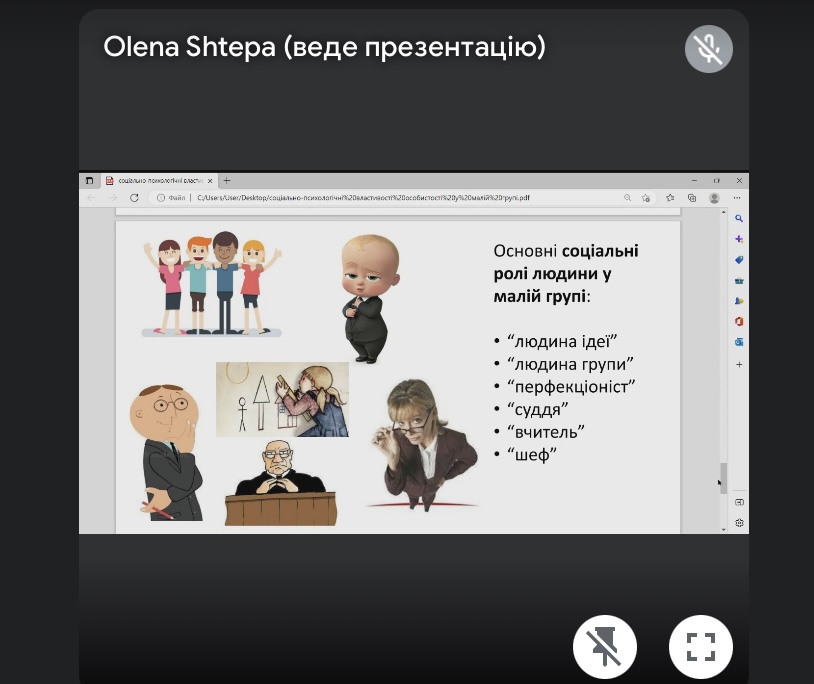 Olena Shtepa (веде презентацію)
соціально-психологічні власти
Файл
C:/Users/User/Desktop/соціально-психологічні%20властивості%20особистості%20у%20малій%20групі.pdf
Основні соціальні
ролі людини у
малій групі:
• “людина ідеї”
• “людина групи”
• “перфекціоніст”
• “суддя”
• “вчитель”
• “шеф”